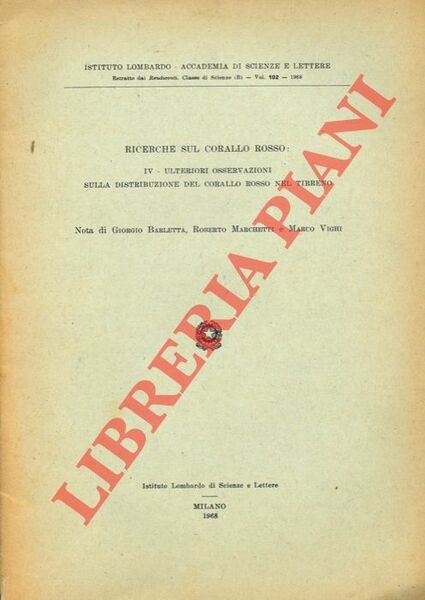 ISTITUTO LOMBARDO - ACCADEMIA DI SCIENZE E LETTERE
Estratto dai Rendiconti, Classe di Scienze (B) — Vol. 102 — 1968
RICERCHE SUL CORALLO ROSSO:
IV - ULTERIORI OSSERVAZIONI
SULLA DISTRIBUZIONE DEL CORALLO ROSSO NEL TIRRENO
Nota di Giorgio Barletta, Roberto Marchetti e Marco Vighi
LIBRERIA PIANI
Istituto Lombardo di Scienze e Lettere
MILANO
1968